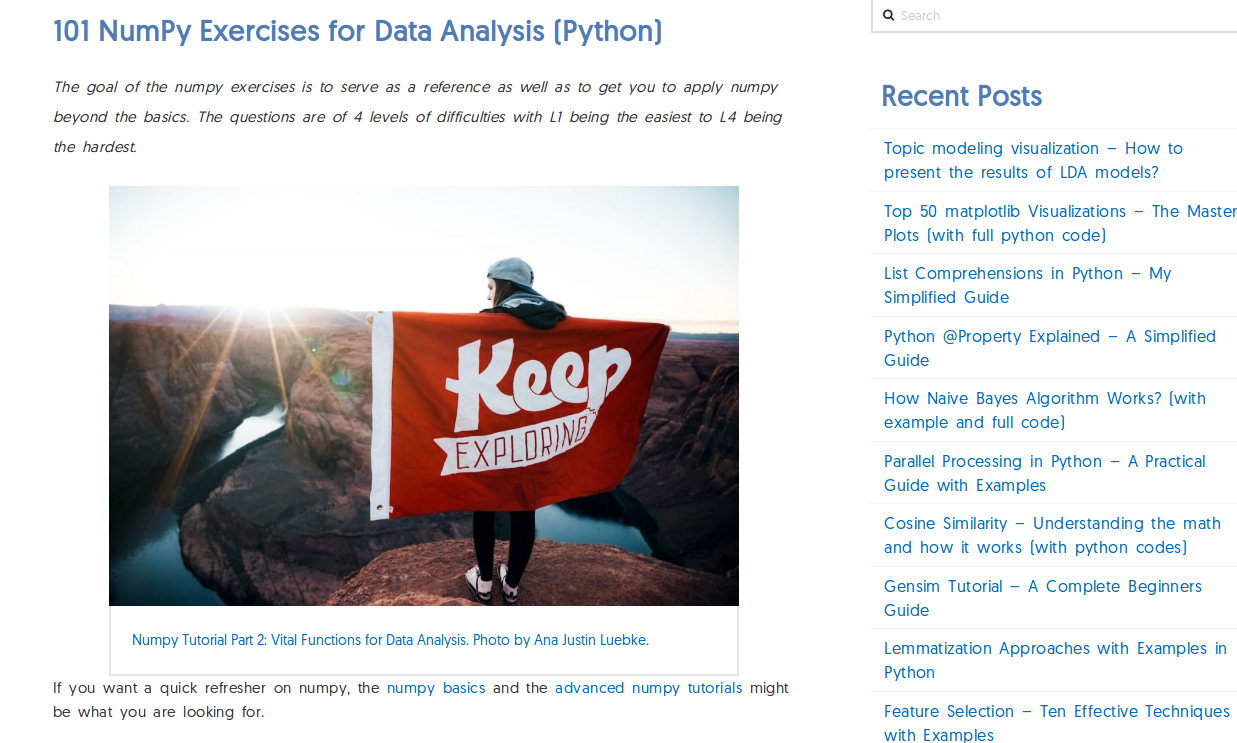 101 NumPy Exercises for Data Analysis (Python)
The goal of the numpy exercises is to serve as a reference as well as to get you to apply numpy
beyond the basics. The questions are of 4 levels of difficulties with L1 being the easiest to L4 being
the hardest.
Keep
EXPLORING
Numpy Tutorial Part 2: Vital Functions for Data Analysis. Photo by Ana Justin Luebke.
If you want a quick refresher on numpy, the numpy basics and the advanced numpy tutorials might
be what you are looking for.
Search
Recent Posts
Topic modeling visualization – How to
present the results of LDA models?
Top 50 matplotlib Visualizations – The Master
Plots (with full python code)
List Comprehensions in Python – My
Simplified Guide
Python @Property Explained – A Simplified
Guide
How Naive Bayes Algorithm Works? (with
example and full code)
Parallel Processing in Python – A Practical
Guide with Examples
Cosine Similarity – Understanding the math
and how it works (with python codes)
Gensim Tutorial – A Complete Beginners
Guide
Lemmatization Approaches with Examples in
Python
Feature Selection – Ten Effective Techniques
with Examples